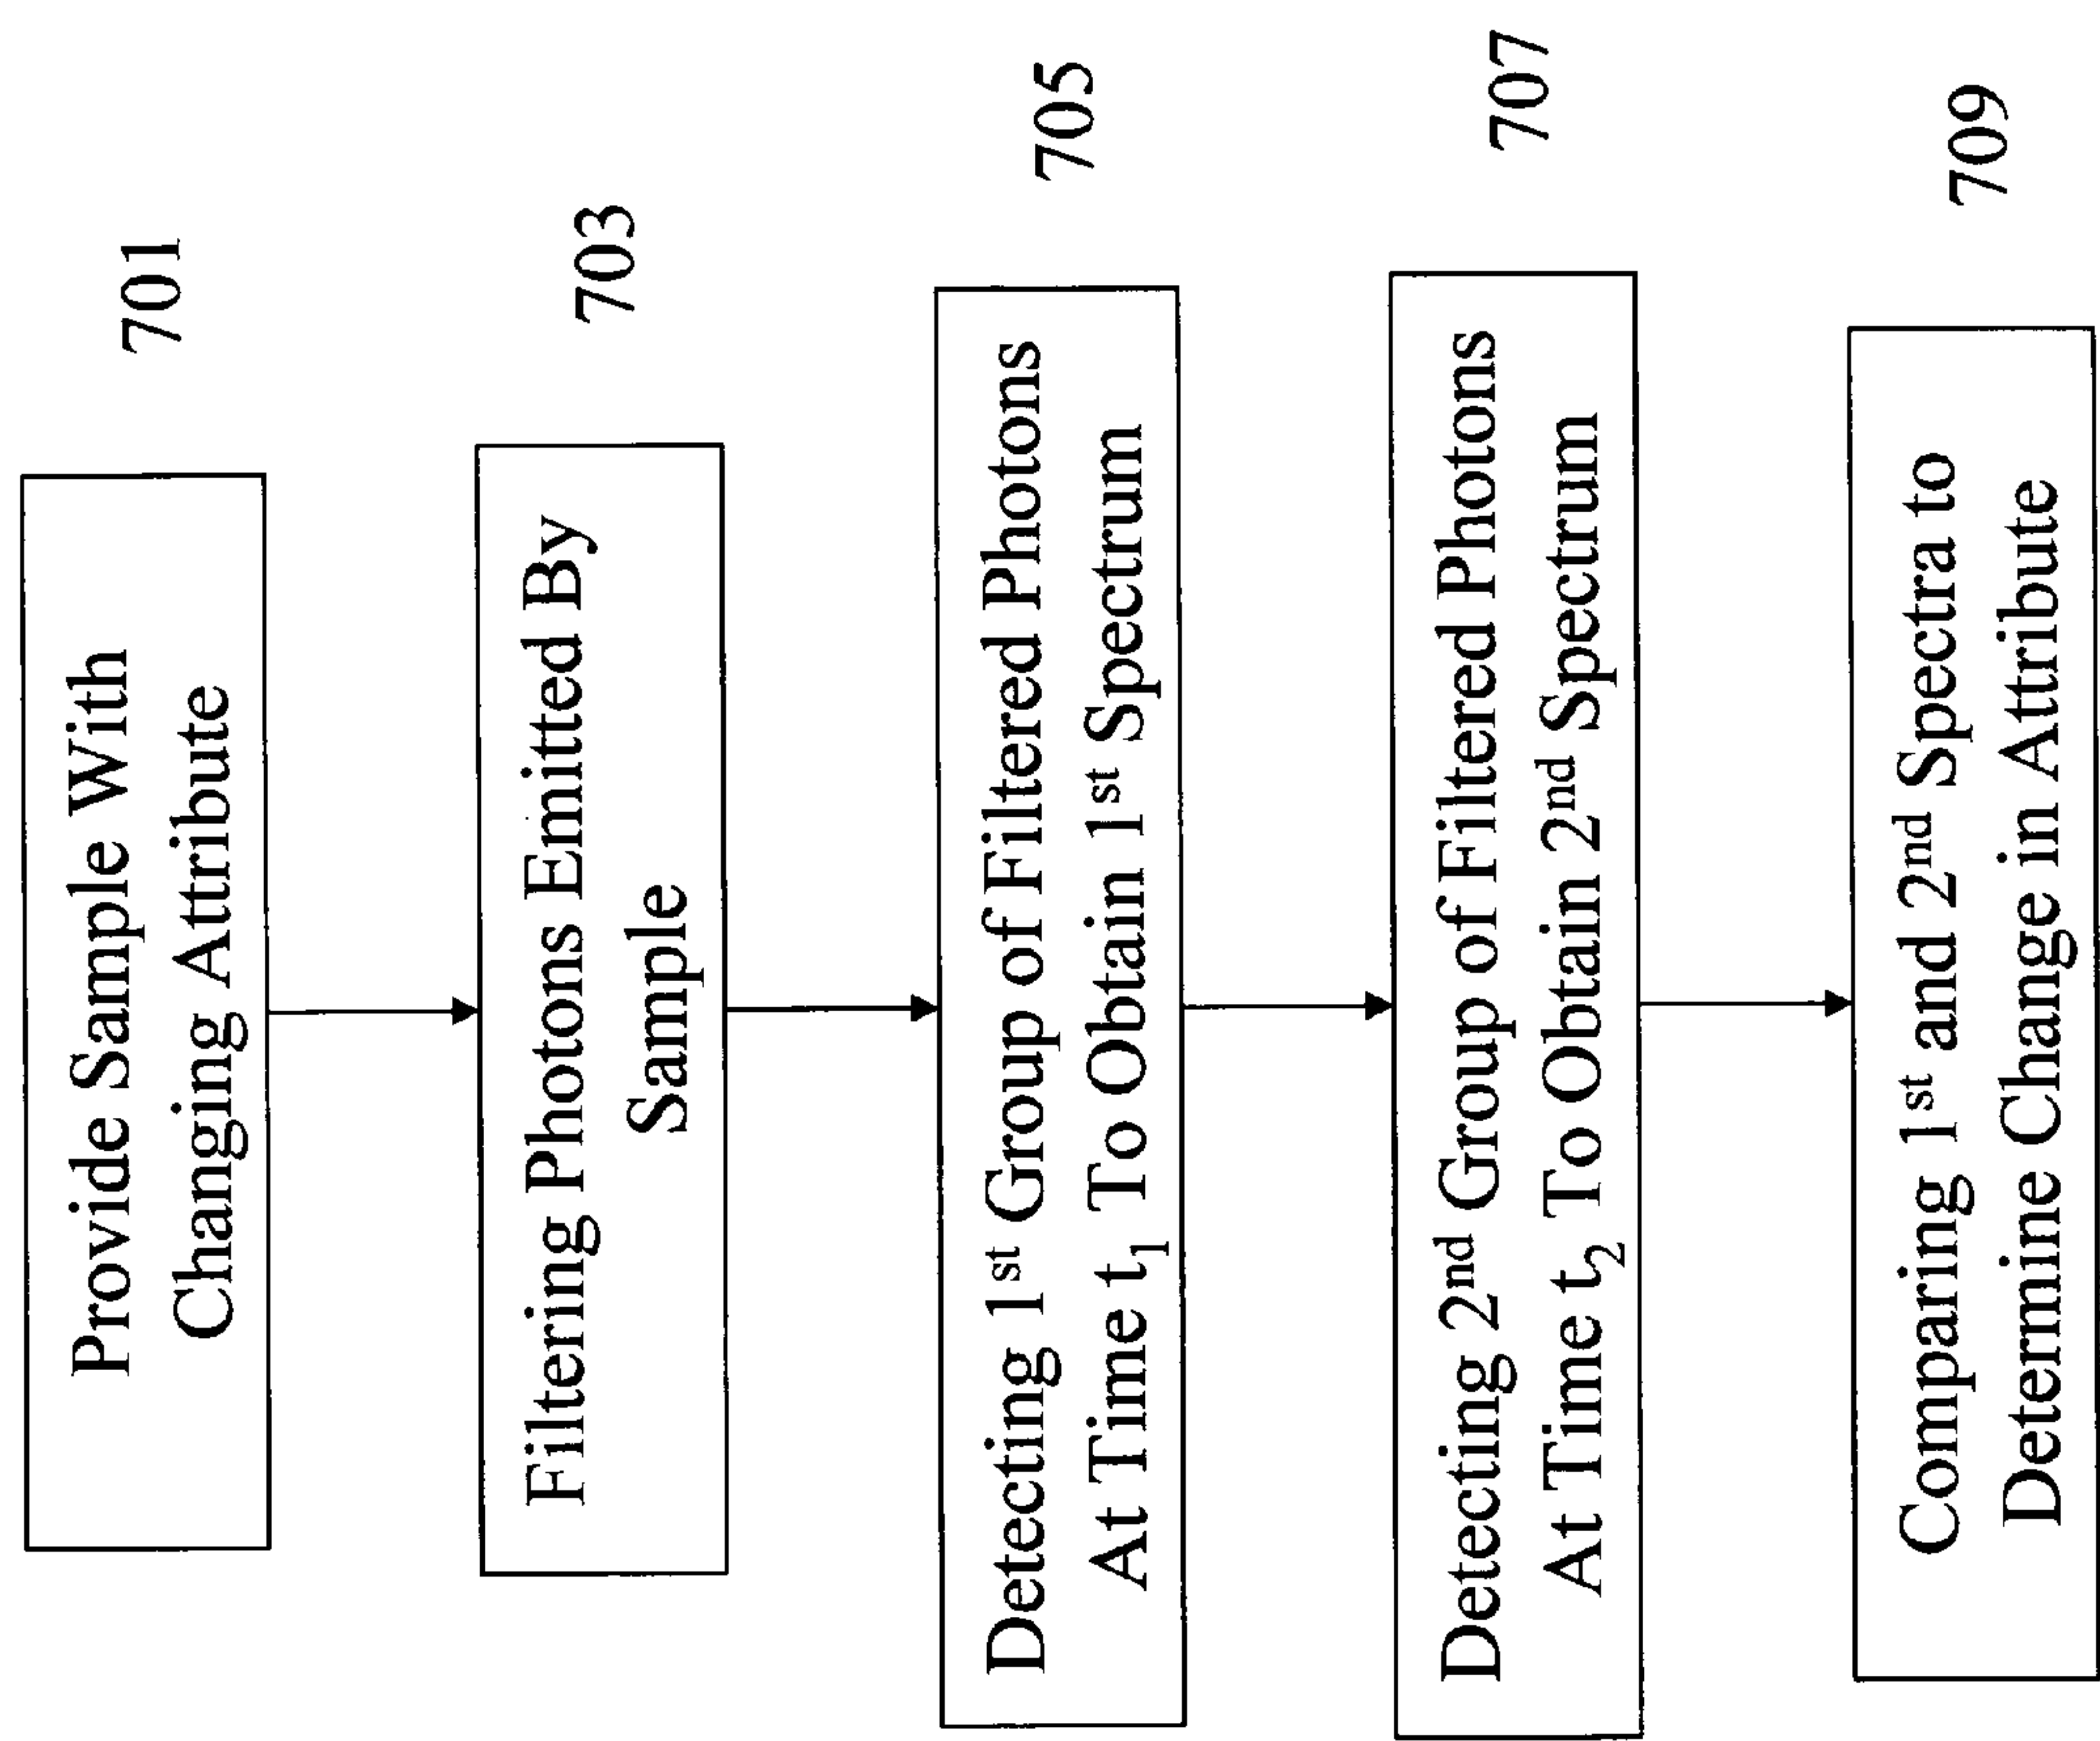 Provide Sample With
Changing Attribute
701
Filtering Photons Emitted By
Sample
703
Detecting 1st Group of Filtered Photons
At Time t1 To Obtain 1st Spectrum
705
Detecting 2nd Group of Filtered Photons
At Time t2 To Obtain 2nd Spectrum
707
Comparing 1st and 2nd Spectra to
Determine Change in Attribute
709